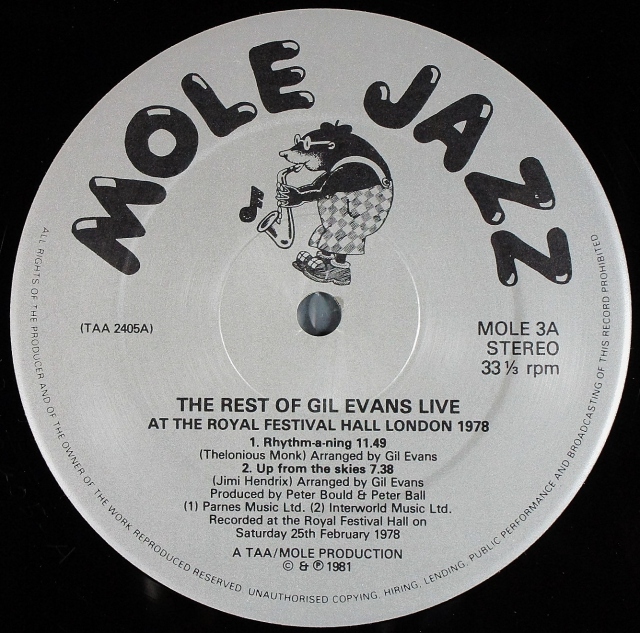 MOLE JAZZ
(TAA 2405A)
MOLE 3A
STEREO
33 ⅓ rpm
THE REST OF GIL EVANS LIVE
AT THE ROYAL FESTIVAL HALL LONDON 1978
1. Rhythm-a-ning 11.49
(Thelonious Monk) Arranged by Gil Evans
2. Up from the skies 7.38
(Jimi Hendrix) Arranged by Gil Evans
Produced by Peter Bould & Peter Ball
(1) Parnes Music Ltd. (2) Interworld Music Ltd.
Recorded at the Royal Festival Hall on
Saturday 25th February 1978
A TAA/MOLE PRODUCTION
© & ℗ 1981
ALL RIGHTS OF THE PRODUCER AND OF THE OWNER OF THE WORK REPRODUCED RESERVED. UNAUTHORISED COPYING, HIRING, LENDING, PUBLIC PERFORMANCE AND BROADCASTING OF THIS RECORD PROHIBITED